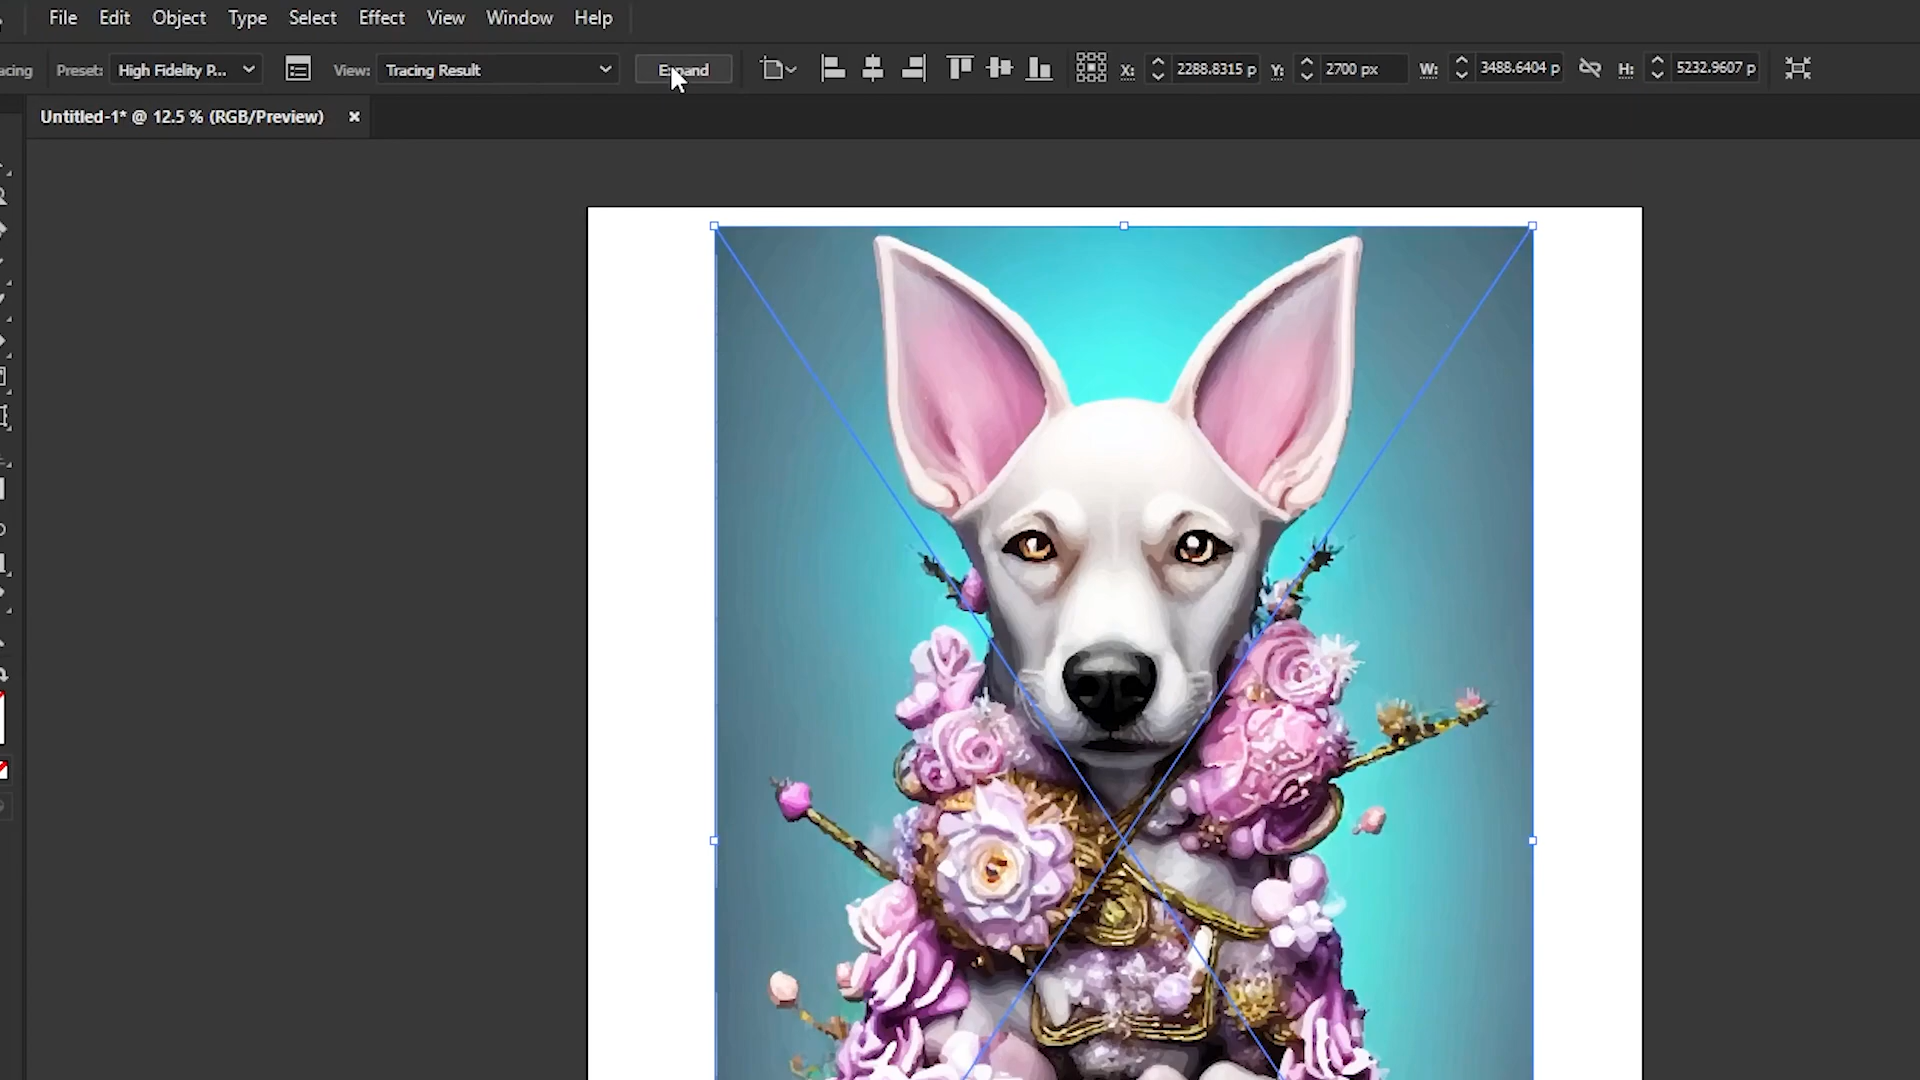 File Edit Object Type Select Effect View Window Help
acing Preset: High Fidelity P... View: Tracing Result Expand X: 2288.8315 p Y: 2700 px W: 3488.6404 p H: 5232.9607 p
Untitled-1* @ 12.5 % (RGB/Preview) ×